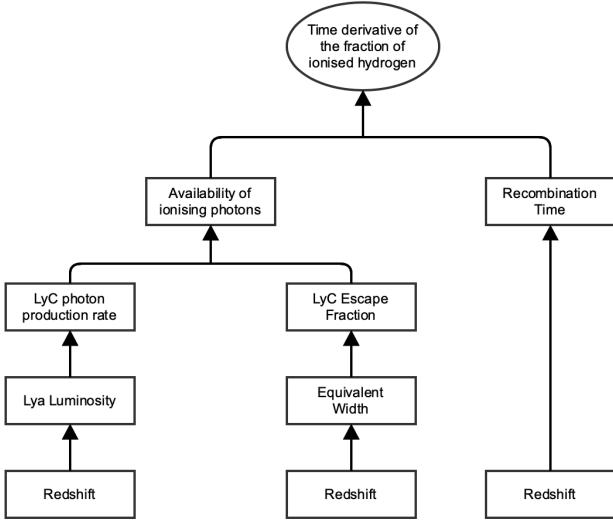 Time derivative of
the fraction of
ionised hydrogen
Availability of
ionising photons
Recombination
Time
LyC photon
production rate
LyC Escape
Fraction
Lya Luminosity
Equivalent
Width
Redshift
Redshift
Redshift